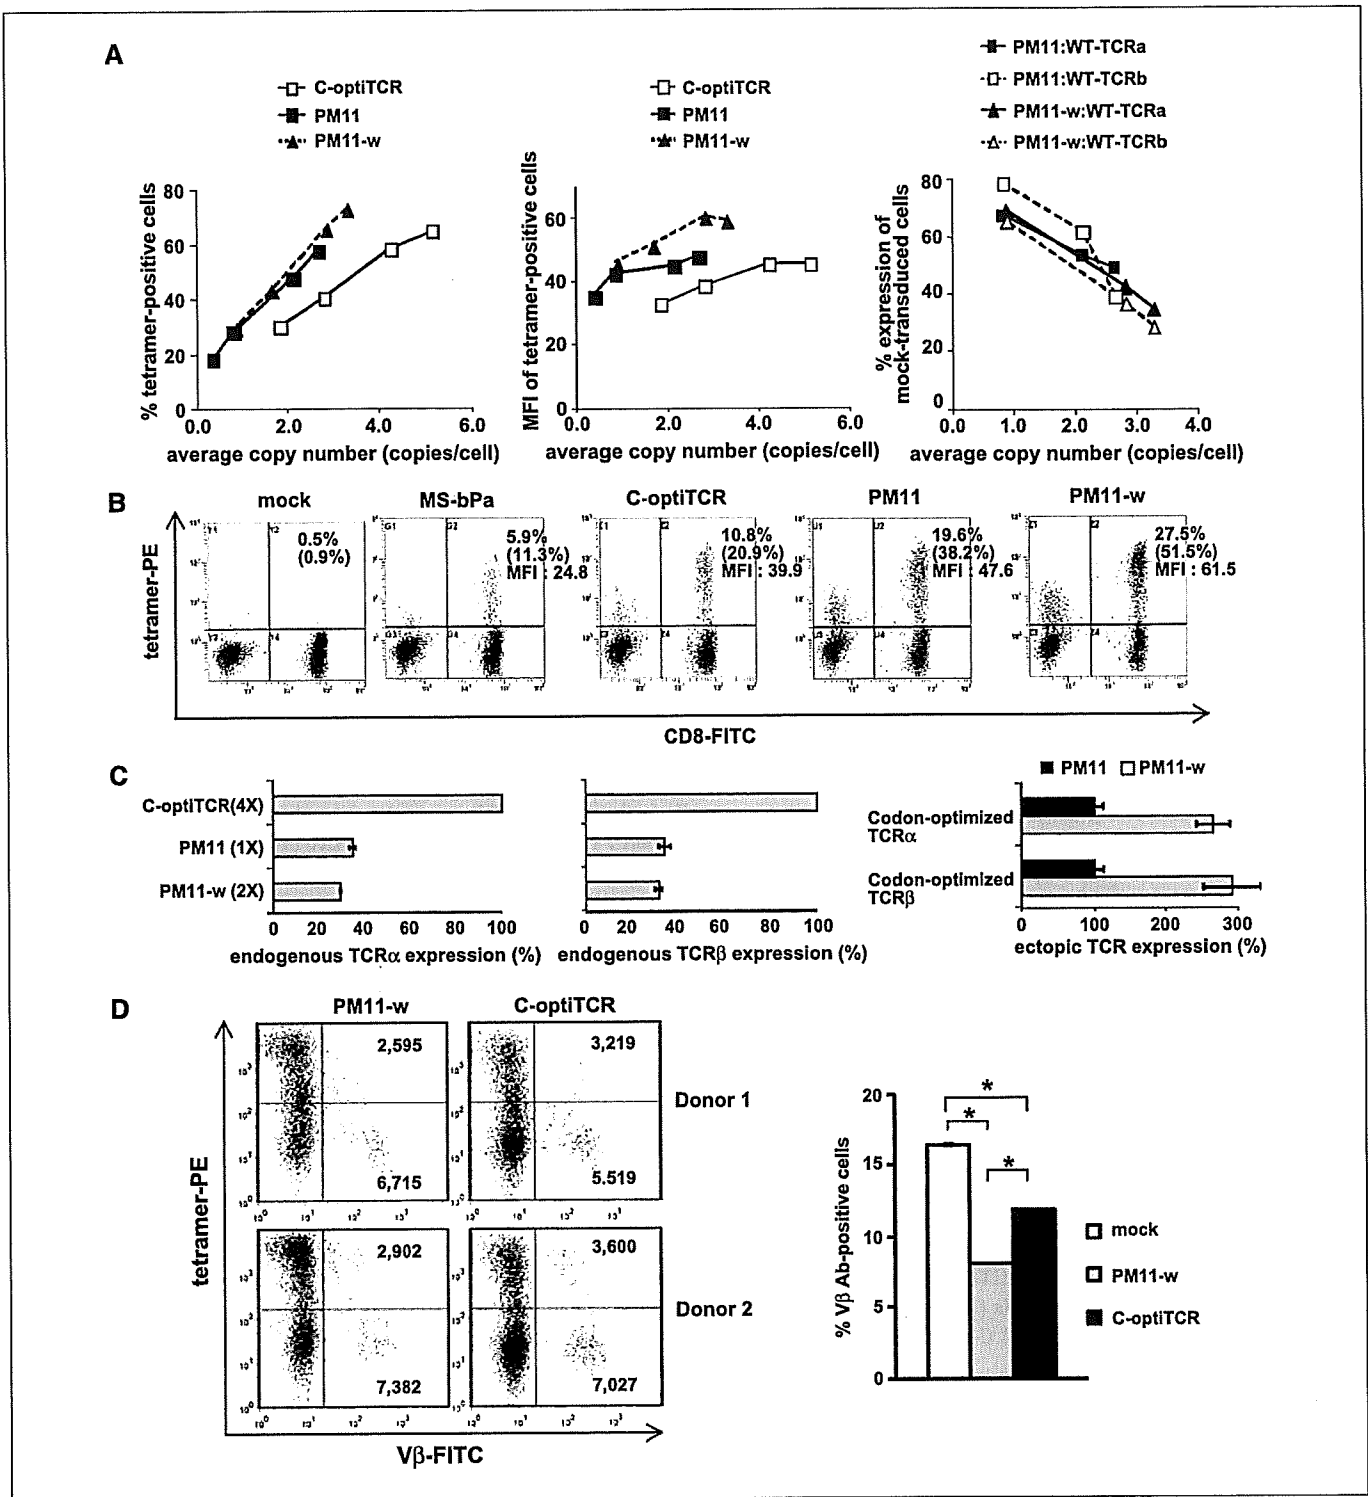 A
C-optiTCR
PM11
PM11-w
% tetramer-positive cells
80
60
40
20
0
0.0 2.0 4.0 6.0
average copy number (copies/cell)
C-optiTCR
PM11
PM11-w
MFI of tetramer-positive cells
60
40
20
0
0.0 2.0 4.0 6.0
average copy number (copies/cell)
PM11:WT-TCRa
PM11:WT-TCRb
PM11-w:WT-TCRa
PM11-w:WT-TCRb
% expression of
mock-transduced cells
80
60
40
20
0
0.0 1.0 2.0 3.0 4.0
average copy number (copies/cell)
B
mock
MS-bPa
C-optiTCR
PM11
PM11-w
tetramer-PE
0.5%
(0.9%)
5.9%
(11.3%)
MFI : 24.8
10.8%
(20.9%)
MFI : 39.9
19.6%
(38.2%)
MFI : 47.6
27.5%
(51.5%)
MFI : 61.5
CD8-FITC
C
C-optiTCR(4X)
PM11 (1X)
PM11-w (2X)
0 20 40 60 80 100
endogenous TCRα expression (%)
0 20 40 60 80 100
endogenous TCRβ expression (%)
PM11 PM11-w
Codon-optimized
TCRα
Codon-optimized
TCRβ
0 100 200 300
ectopic TCR expression (%)
D
PM11-w
C-optiTCR
tetramer-PE
2,595
6,715
3,219
5.519
Donor 1
2,902
7,382
3,600
7,027
Donor 2
Vβ-FITC
% Vβ Ab-positive cells
20
15
10
5
0
*
*
*
mock
PM11-w
C-optiTCR